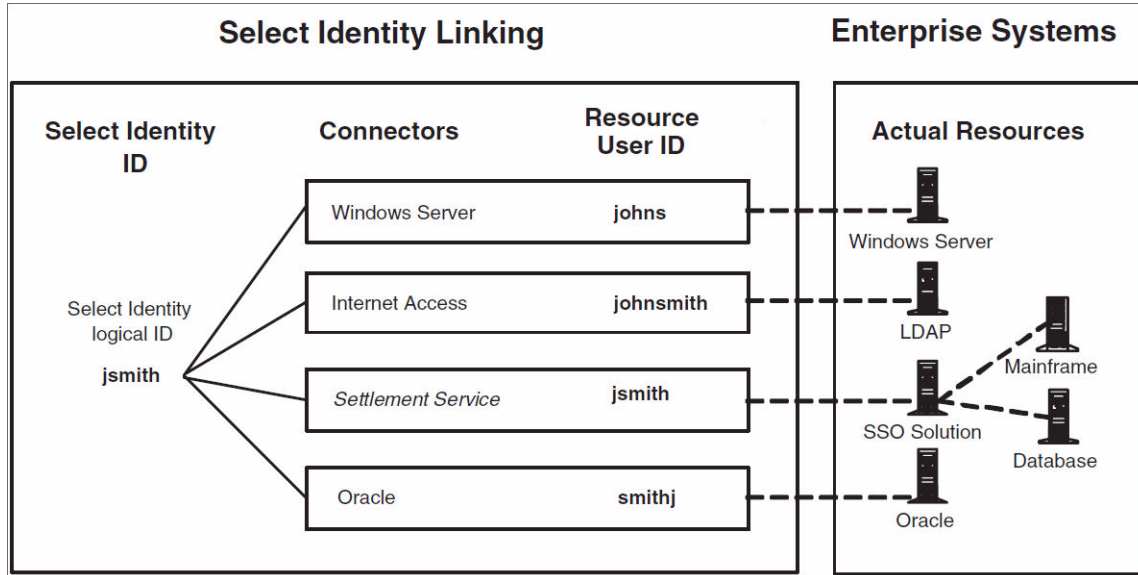 Select Identity Linking
Enterprise Systems
Select Identity
ID
Connectors
Resource
User ID
Actual Resources
Windows Server
johns
Windows Server
Select Identity
logical ID
jsmith
Internet Access
johnsmith
LDAP
Mainframe
Settlement Service
jsmith
SSO Solution
Database
Oracle
smithj
Oracle